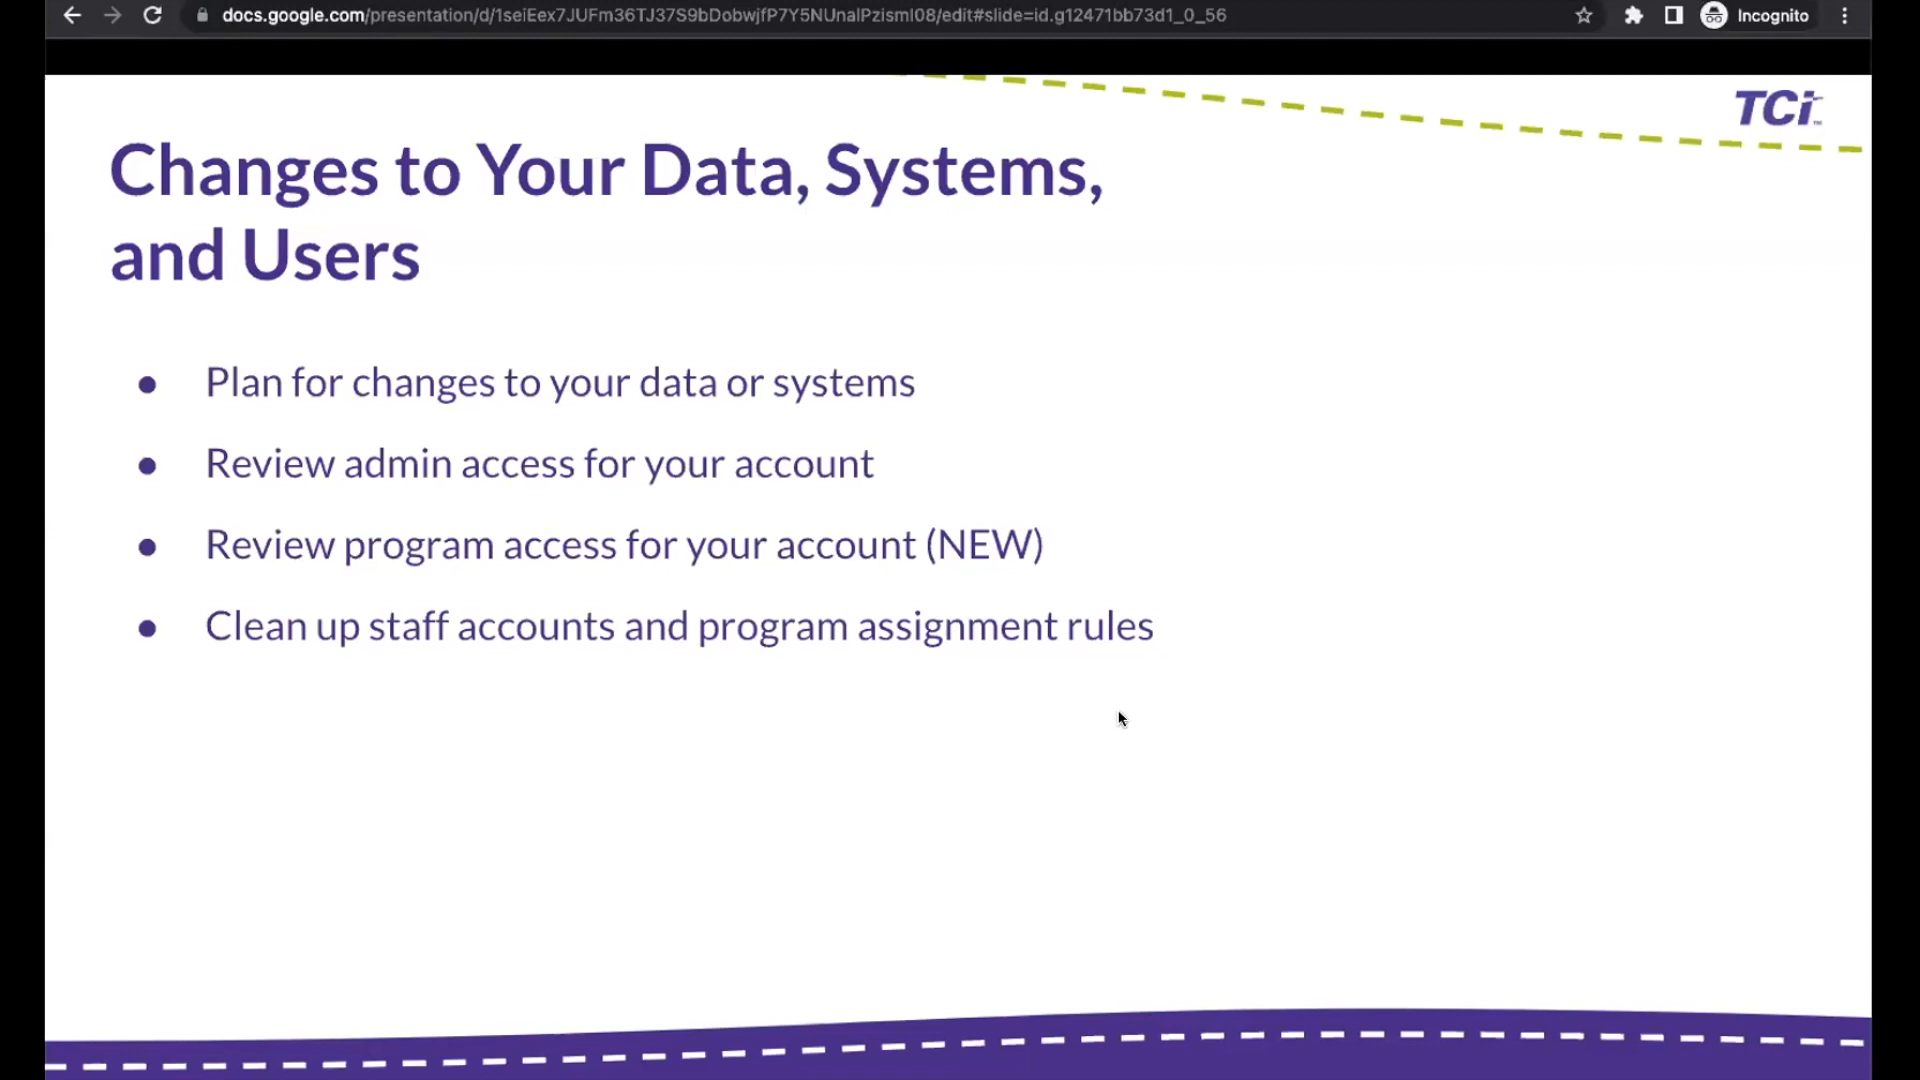 docs.google.com/presentation/d/1seiEex7JUFm36TJ37S9bDobwjfP7Y5NUnalPzismI08/edit#slide=id.g12471bb73d1_0_56
Incognito
TCi™
Changes to Your Data, Systems,
and Users
● Plan for changes to your data or systems
● Review admin access for your account
● Review program access for your account (NEW)
● Clean up staff accounts and program assignment rules